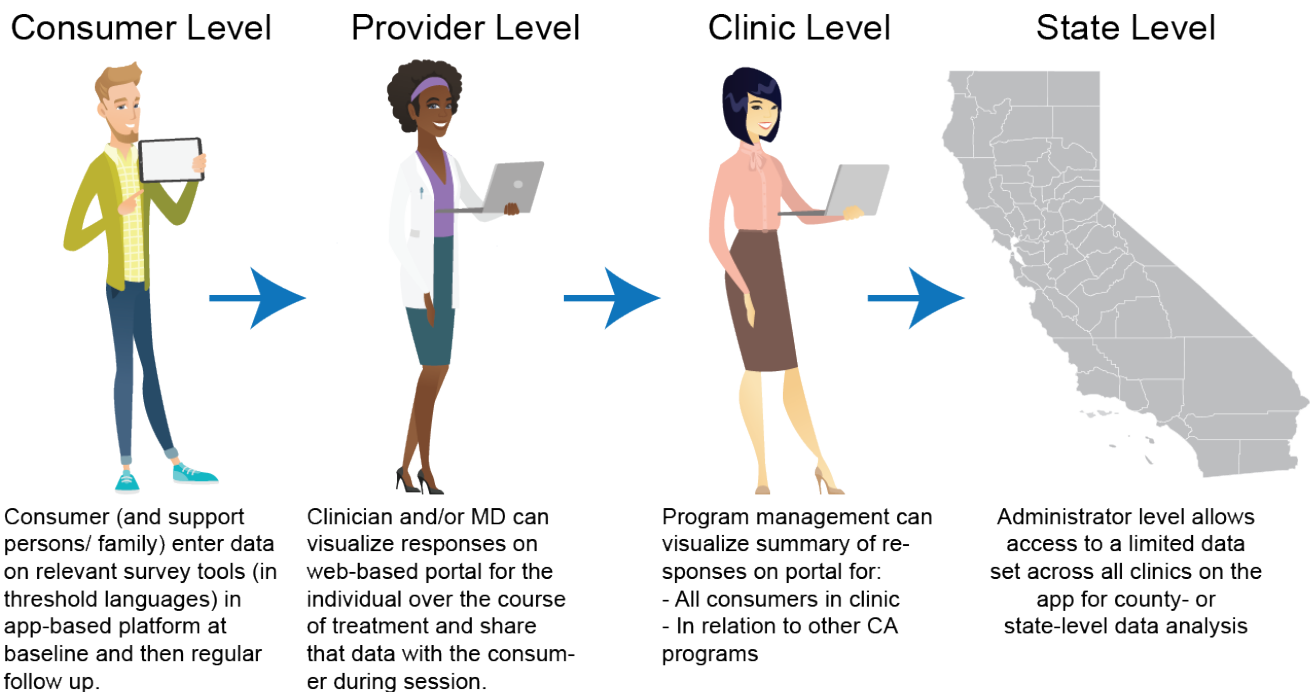 Consumer Level
Provider Level
Clinic Level
State Level
Consumer (and support
persons/ family) enter data
on relevant survey tools (in
threshold languages) in
app-based platform at
baseline and then regular
follow up.
Clinician and/or MD can
visualize responses on
web-based portal for the
individual over the course
of treatment and share
that data with the consum-
er during session.
Program management can
visualize summary of re-
sponses on portal for:
- All consumers in clinic
- In relation to other CA
programs
Administrator level allows
access to a limited data
set across all clinics on the
app for county- or
state-level data analysis